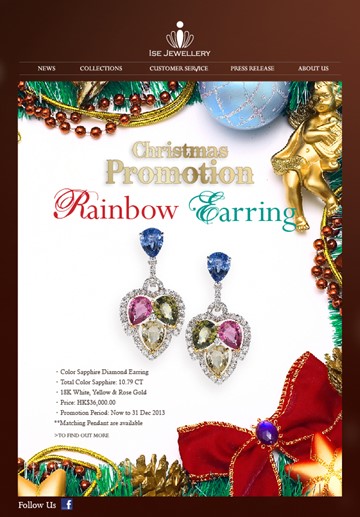 ISE JEWELLERY
NEWS COLLECTIONS CUSTOMER SERVICE PRESS RELEASE ABOUT US
Christmas
Promotion
Rainbow Earring
· Color Sapphire Diamond Earring
· Total Color Sapphire: 10.79 CT
· 18K White, Yellow & Rose Gold
· Price: HK$36,000.00
· Promotion Period: Now to 31 Dec 2013
**Matching Pendant are available
>TO FIND OUT MORE
Follow Us f